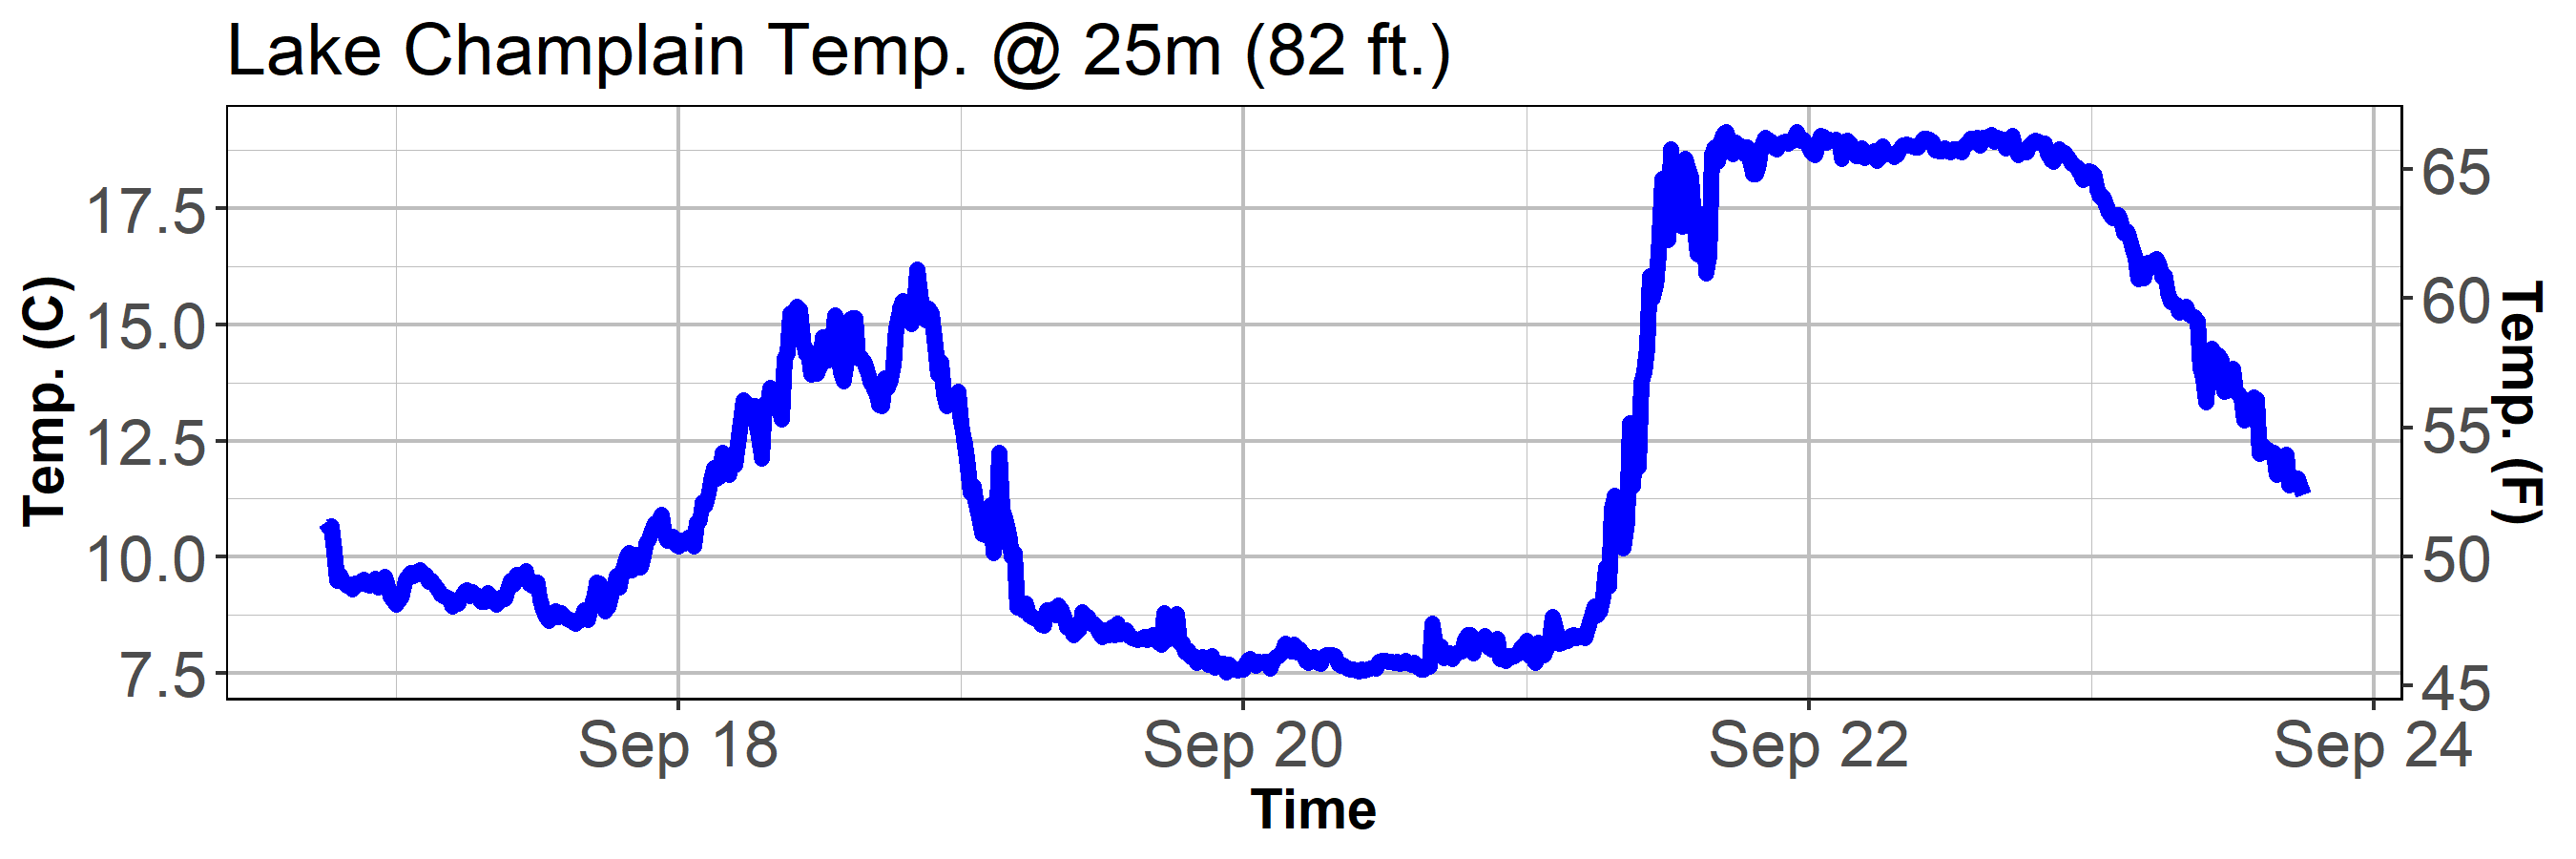 Lake Champlain Temp. @ 25m (82 ft.)
Temp. (C)
17.5
15.0
12.5
10.0
7.5
65
60
55
50
45
Temp. (F)
Sep 18
Sep 20
Sep 22
Sep 24
Time